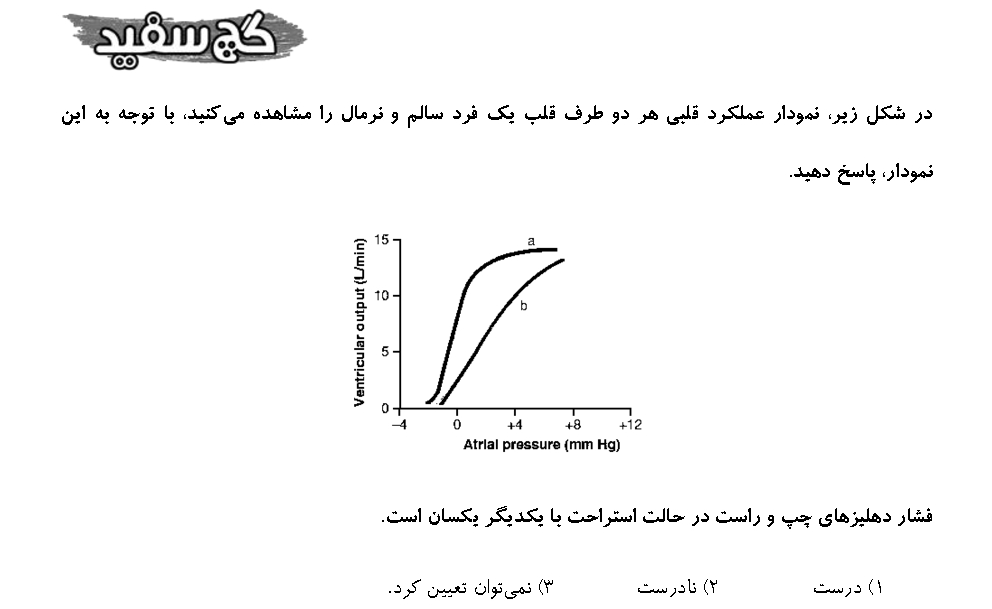 گچ سفید
در شکل زیر، نمودار عملکرد قلبی هر دو طرف قلب یک فرد سالم و نرمال را مشاهده می‌کنید، با توجه به این
نمودار، پاسخ دهید.
Ventricular output (L/min)
15
10
5
0
a
b
–4 0 +4 +8 +12
Atrial pressure (mm Hg)
فشار دهلیزهای چپ و راست در حالت استراحت با یکدیگر یکسان است.
۱) درست ۲) نادرست ۳) نمی‌توان تعیین کرد.